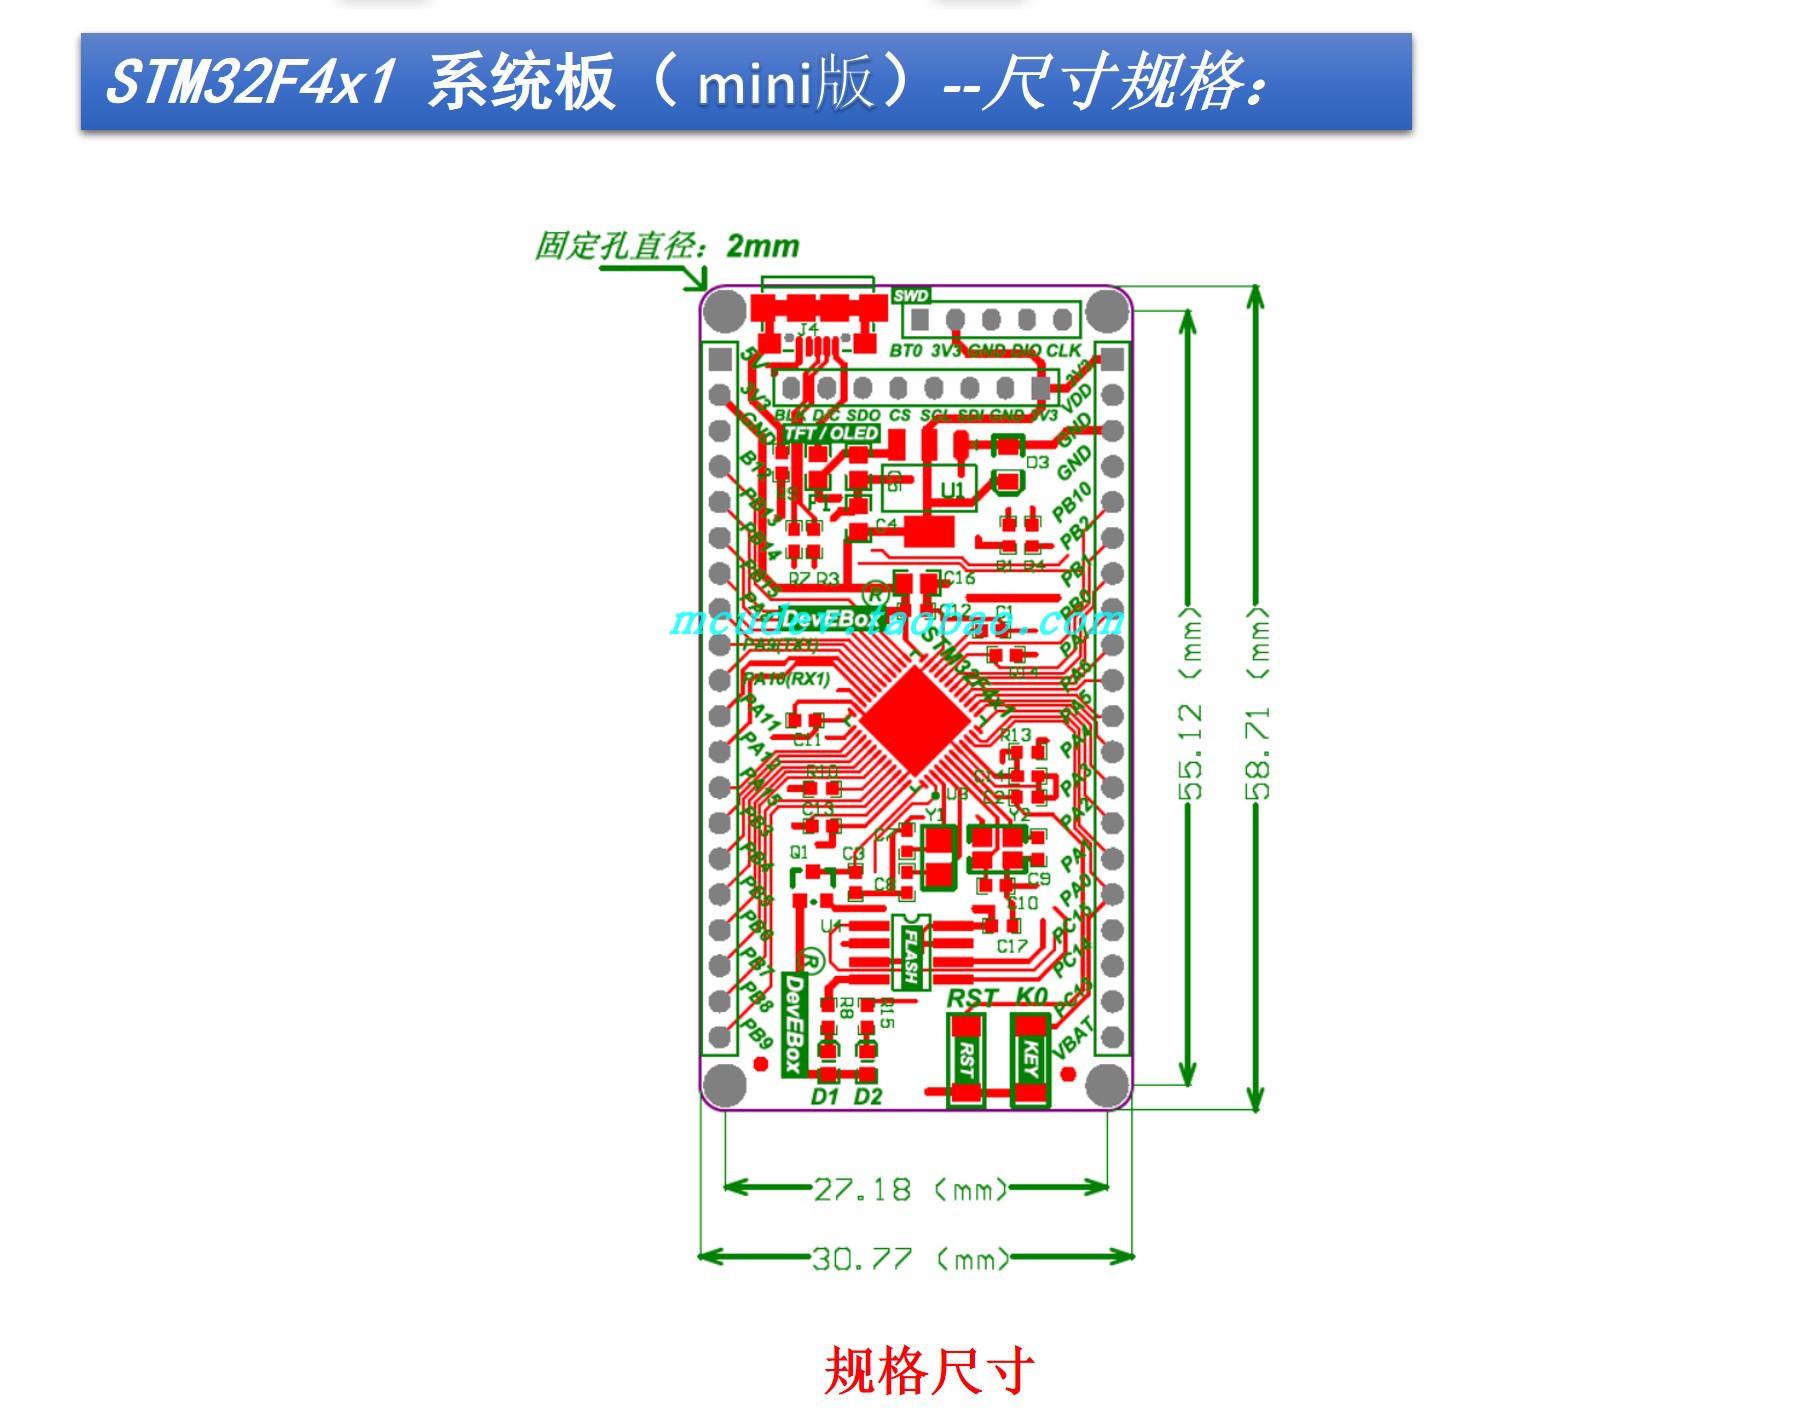 STM32F4x1 系统板（mini版）--尺寸规格：
固定孔直径：2mm
SWD
J4
BT0 3V3 GND DIO CLK
5V
3V3
3V3
VDD
BLK D/C SDO CS SCL SDI GND 3V3
GND
TFT / OLED
GND
GND
D3
U1
PB10
PB13
F1
C4
PB2
PB14
R7 R3
R1 R4
PB1
PB15
C16
®
PB0
C12
C1
DevEBox
mcudev.taobao.com
STM32F4x1
PA9(TX1)
PA7
R14
PA6
PA10(RX1)
PA5
PA11
C11
R13
PA4
PA12
R10
C14
PA3
PA15
C2
U3
C13
Y1
Y2
PA2
PB3
C7
Q1
C3
PB4
PA1
C8
C9
PB5
PA0
C10
PB6
PC15
C17
FLASH
®
PB7
PC14
DevEBox
RST K0
PB8
PC13
R8
R15
PB9
VBAT
RST
KEY
D1 D2
55.12 (mm)
58.71 (mm)
27.18 (mm)
30.77 (mm)
规格尺寸